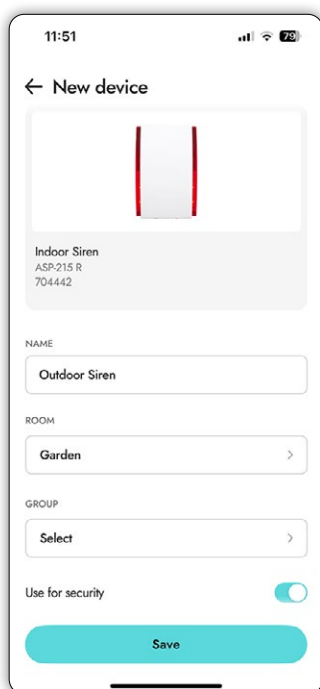 11:51
79
← New device
Indoor Siren
ASP-215 R
704442
NAME
Outdoor Siren
ROOM
Garden
GROUP
Select
Use for security
Save